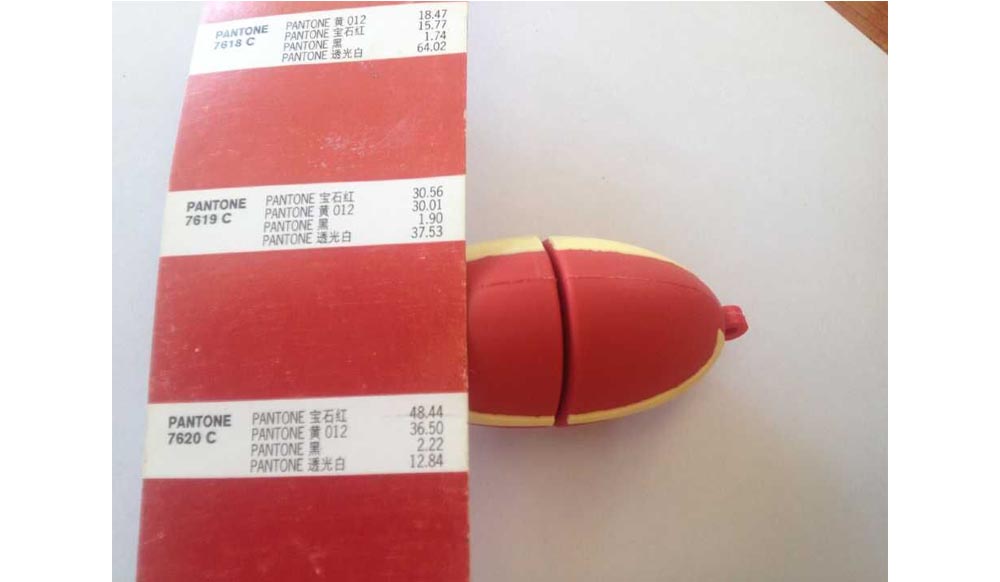 PANTONE
7618 C
PANTONE 黄 012 18.47
PANTONE 宝石红 15.77
PANTONE 黑 1.74
PANTONE 透光白 64.02
PANTONE
7619 C
PANTONE 宝石红 30.56
PANTONE 黄 012 30.01
PANTONE 黑 1.90
PANTONE 透光白 37.53
PANTONE
7620 C
PANTONE 宝石红 48.44
PANTONE 黄 012 36.50
PANTONE 黑 2.22
PANTONE 透光白 12.84